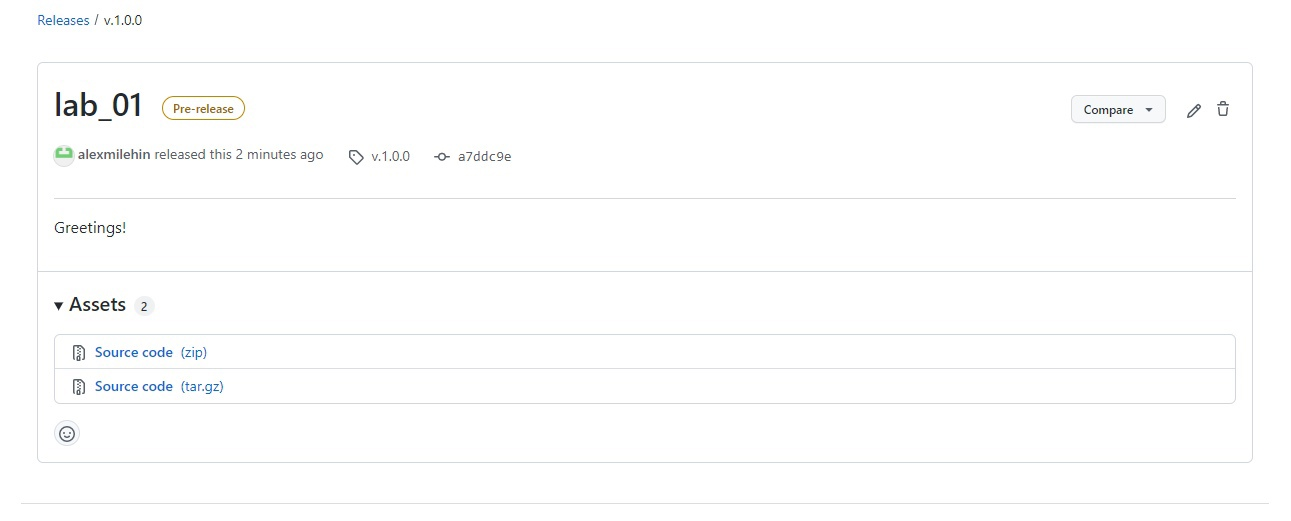 Releases / v.1.0.0
lab_01 Pre-release Compare
alexmilehin released this 2 minutes ago v.1.0.0 a7ddc9e
Greetings!
Assets 2
Source code (zip)
Source code (tar.gz)